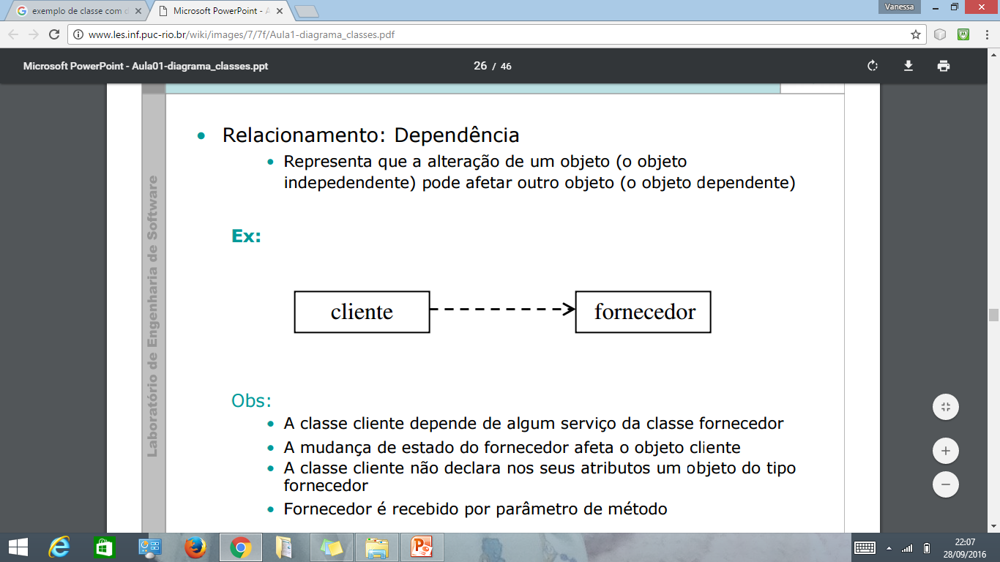 exemplo de classe com d
Microsoft PowerPoint - A
Vanessa
www.les.inf.puc-rio.br/wiki/images/7/7f/Aula1-diagrama_classes.pdf
Microsoft PowerPoint - Aula01-diagrama_classes.ppt
26 / 46
Laboratório de Engenharia de Software
• Relacionamento: Dependência
• Representa que a alteração de um objeto (o objeto
indepedendente) pode afetar outro objeto (o objeto dependente)
Ex:
cliente
fornecedor
Obs:
• A classe cliente depende de algum serviço da classe fornecedor
• A mudança de estado do fornecedor afeta o objeto cliente
• A classe cliente não declara nos seus atributos um objeto do tipo
fornecedor
• Fornecedor é recebido por parâmetro de método
22:07
28/09/2016